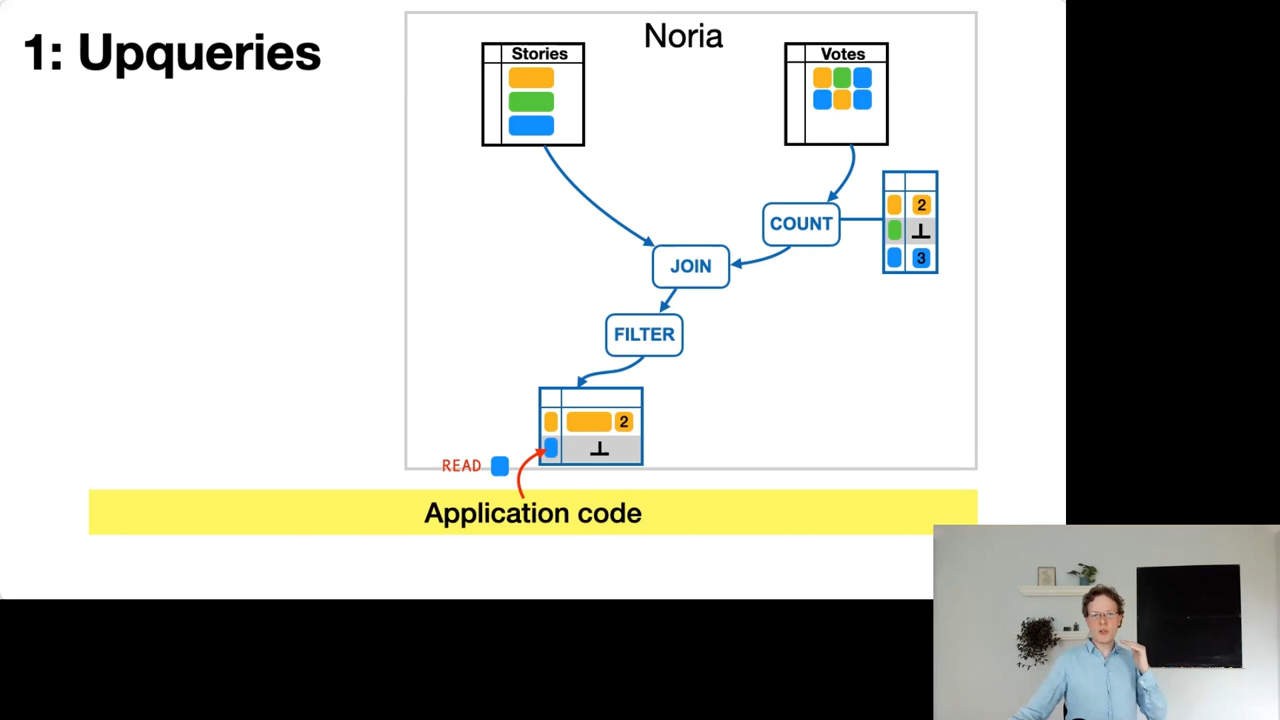 1: Upqueries
Noria
Stories
Votes
COUNT
2
⊥
3
JOIN
FILTER
2
⊥
READ
Application code